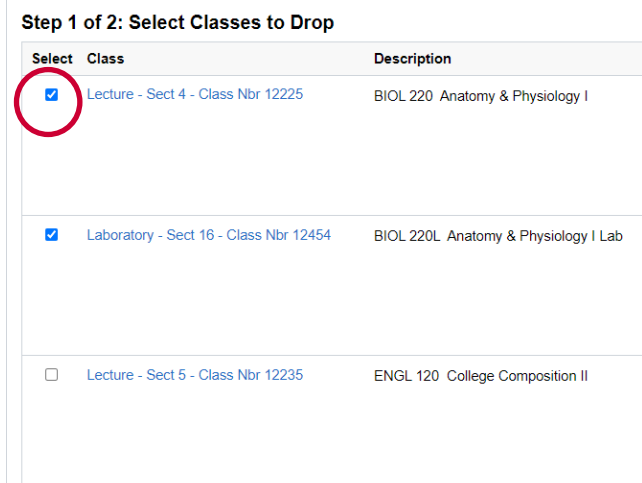 Step 1 of 2: Select Classes to Drop
Select Class Description
Lecture - Sect 4 - Class Nbr 12225 BIOL 220 Anatomy & Physiology I
Laboratory - Sect 16 - Class Nbr 12454 BIOL 220L Anatomy & Physiology I Lab
Lecture - Sect 5 - Class Nbr 12235 ENGL 120 College Composition II